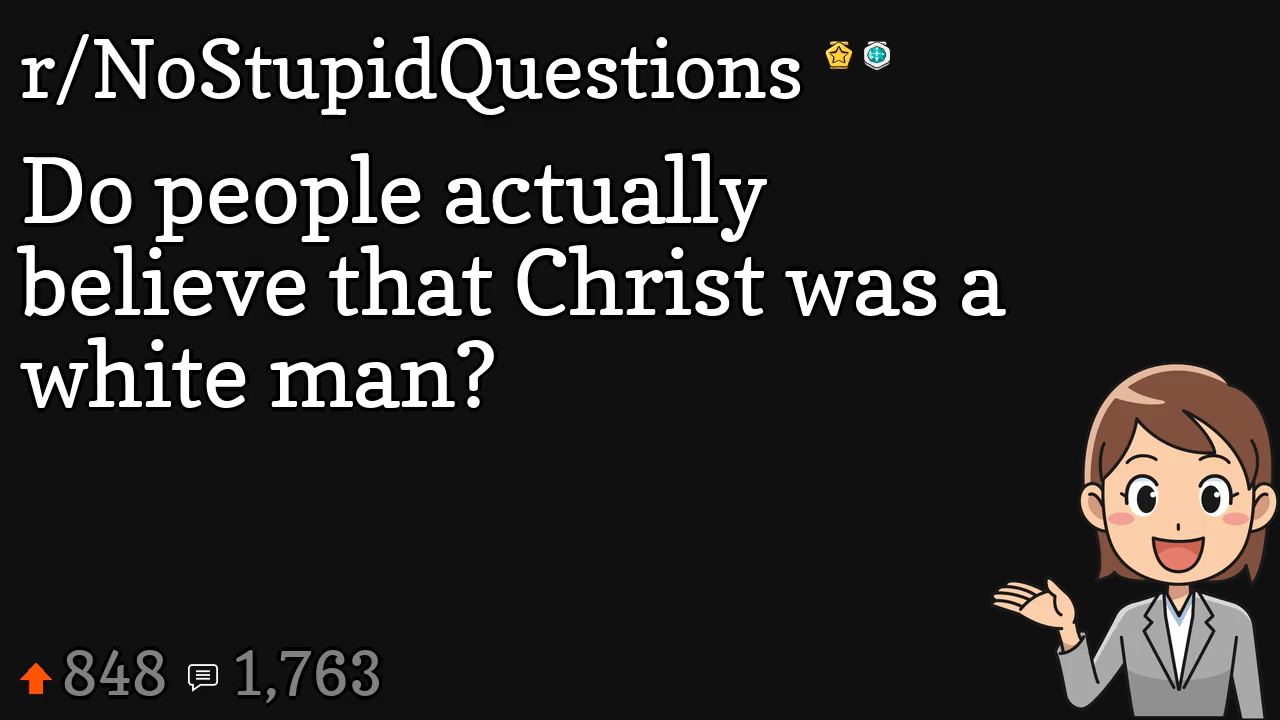 r/NoStupidQuestions
Do people actually
believe that Christ was a
white man?
848 1,763